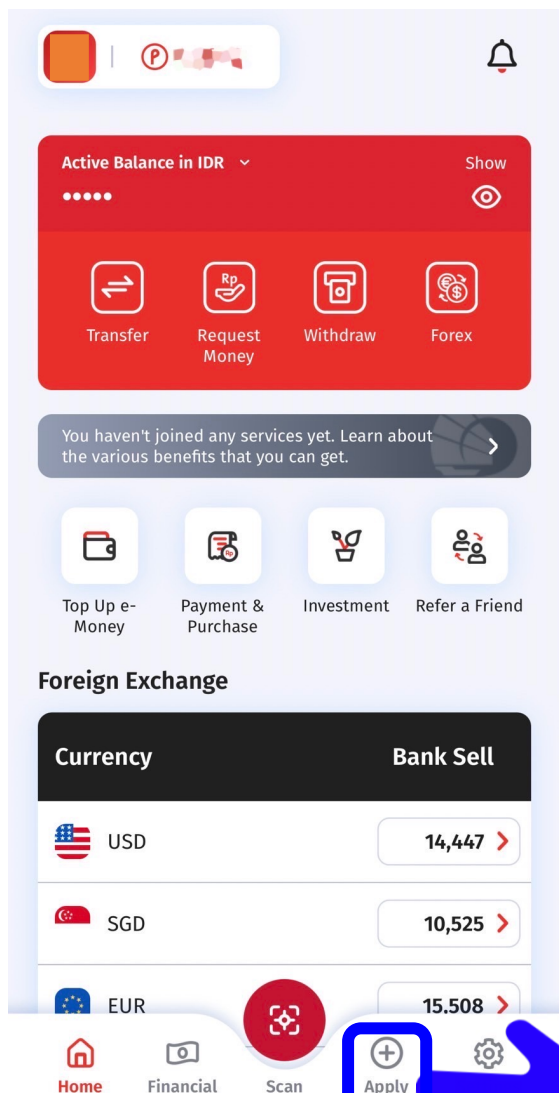 Active Balance in IDR
Show
•••••
Transfer
Request
Money
Withdraw
Forex
Rp
You haven't joined any services yet. Learn about
the various benefits that you can get.
Top Up e-
Money
Payment &
Purchase
Investment
Refer a Friend
Rp
Foreign Exchange
Currency
Bank Sell
USD
14,447
SGD
10,525
EUR
15,508
Home
Financial
Scan
Apply